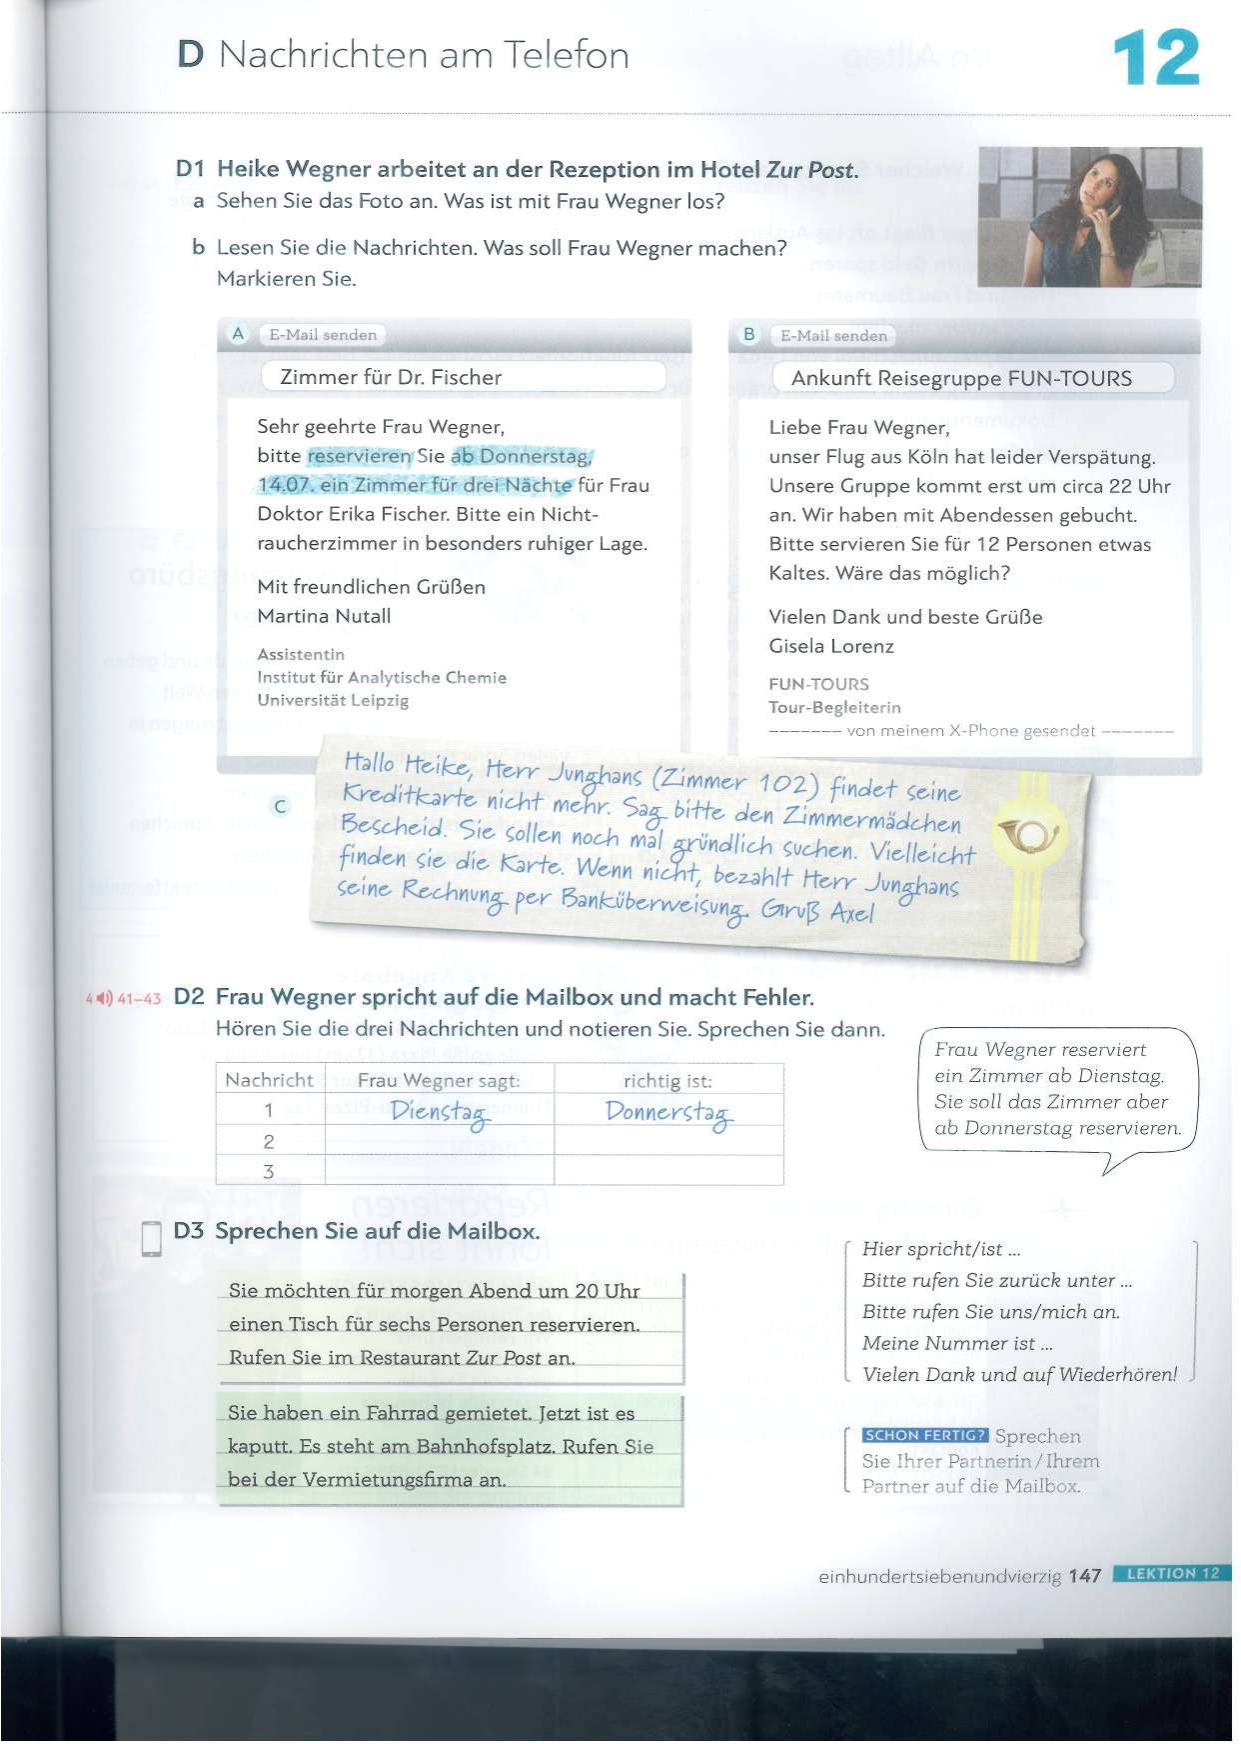 D Nachrichten am Telefon
12
D1 Heike Wegner arbeitet an der Rezeption im Hotel Zur Post.
a Sehen Sie das Foto an. Was ist mit Frau Wegner los?
b Lesen Sie die Nachrichten. Was soll Frau Wegner machen?
Markieren Sie.
A E-Mail senden
Zimmer für Dr. Fischer
Sehr geehrte Frau Wegner,
bitte reservieren Sie ab Donnerstag,
14.07. ein Zimmer für drei Nächte für Frau
Doktor Erika Fischer. Bitte ein Nicht-
raucherzimmer in besonders ruhiger Lage.
Mit freundlichen Grüßen
Martina Nutall
Assistentin
Institut für Analytische Chemie
Universität Leipzig
B E-Mail senden
Ankunft Reisegruppe FUN-TOURS
Liebe Frau Wegner,
unser Flug aus Köln hat leider Verspätung.
Unsere Gruppe kommt erst um circa 22 Uhr
an. Wir haben mit Abendessen gebucht.
Bitte servieren Sie für 12 Personen etwas
Kaltes. Wäre das möglich?
Vielen Dank und beste Grüße
Gisela Lorenz
FUN-TOURS
Tour-Begleiterin
------- von meinem X-Phone gesendet -------
C
Hallo Heike, Herr Junghans (Zimmer 102) findet seine
Kreditkarte nicht mehr. Sag bitte den Zimmermädchen
Bescheid. Sie sollen noch mal gründlich suchen. Vielleicht
finden sie die Karte. Wenn nicht, bezahlt Herr Junghans
seine Rechnung per Banküberweisung. Gruß Axel
4 41–43 D2 Frau Wegner spricht auf die Mailbox und macht Fehler.
Hören Sie die drei Nachrichten und notieren Sie. Sprechen Sie dann.
Nachricht Frau Wegner sagt: richtig ist:
1 Dienstag Donnerstag
2
3
Frau Wegner reserviert
ein Zimmer ab Dienstag.
Sie soll das Zimmer aber
ab Donnerstag reservieren.
D3 Sprechen Sie auf die Mailbox.
Sie möchten für morgen Abend um 20 Uhr
einen Tisch für sechs Personen reservieren.
Rufen Sie im Restaurant Zur Post an.
Sie haben ein Fahrrad gemietet. Jetzt ist es
kaputt. Es steht am Bahnhofsplatz. Rufen Sie
bei der Vermietungsfirma an.
Hier spricht/ist ...
Bitte rufen Sie zurück unter ...
Bitte rufen Sie uns/mich an.
Meine Nummer ist ...
Vielen Dank und auf Wiederhören!
SCHON FERTIG? Sprechen
Sie Ihrer Partnerin / Ihrem
Partner auf die Mailbox.
einhundertsiebenundvierzig 147 LEKTION 12